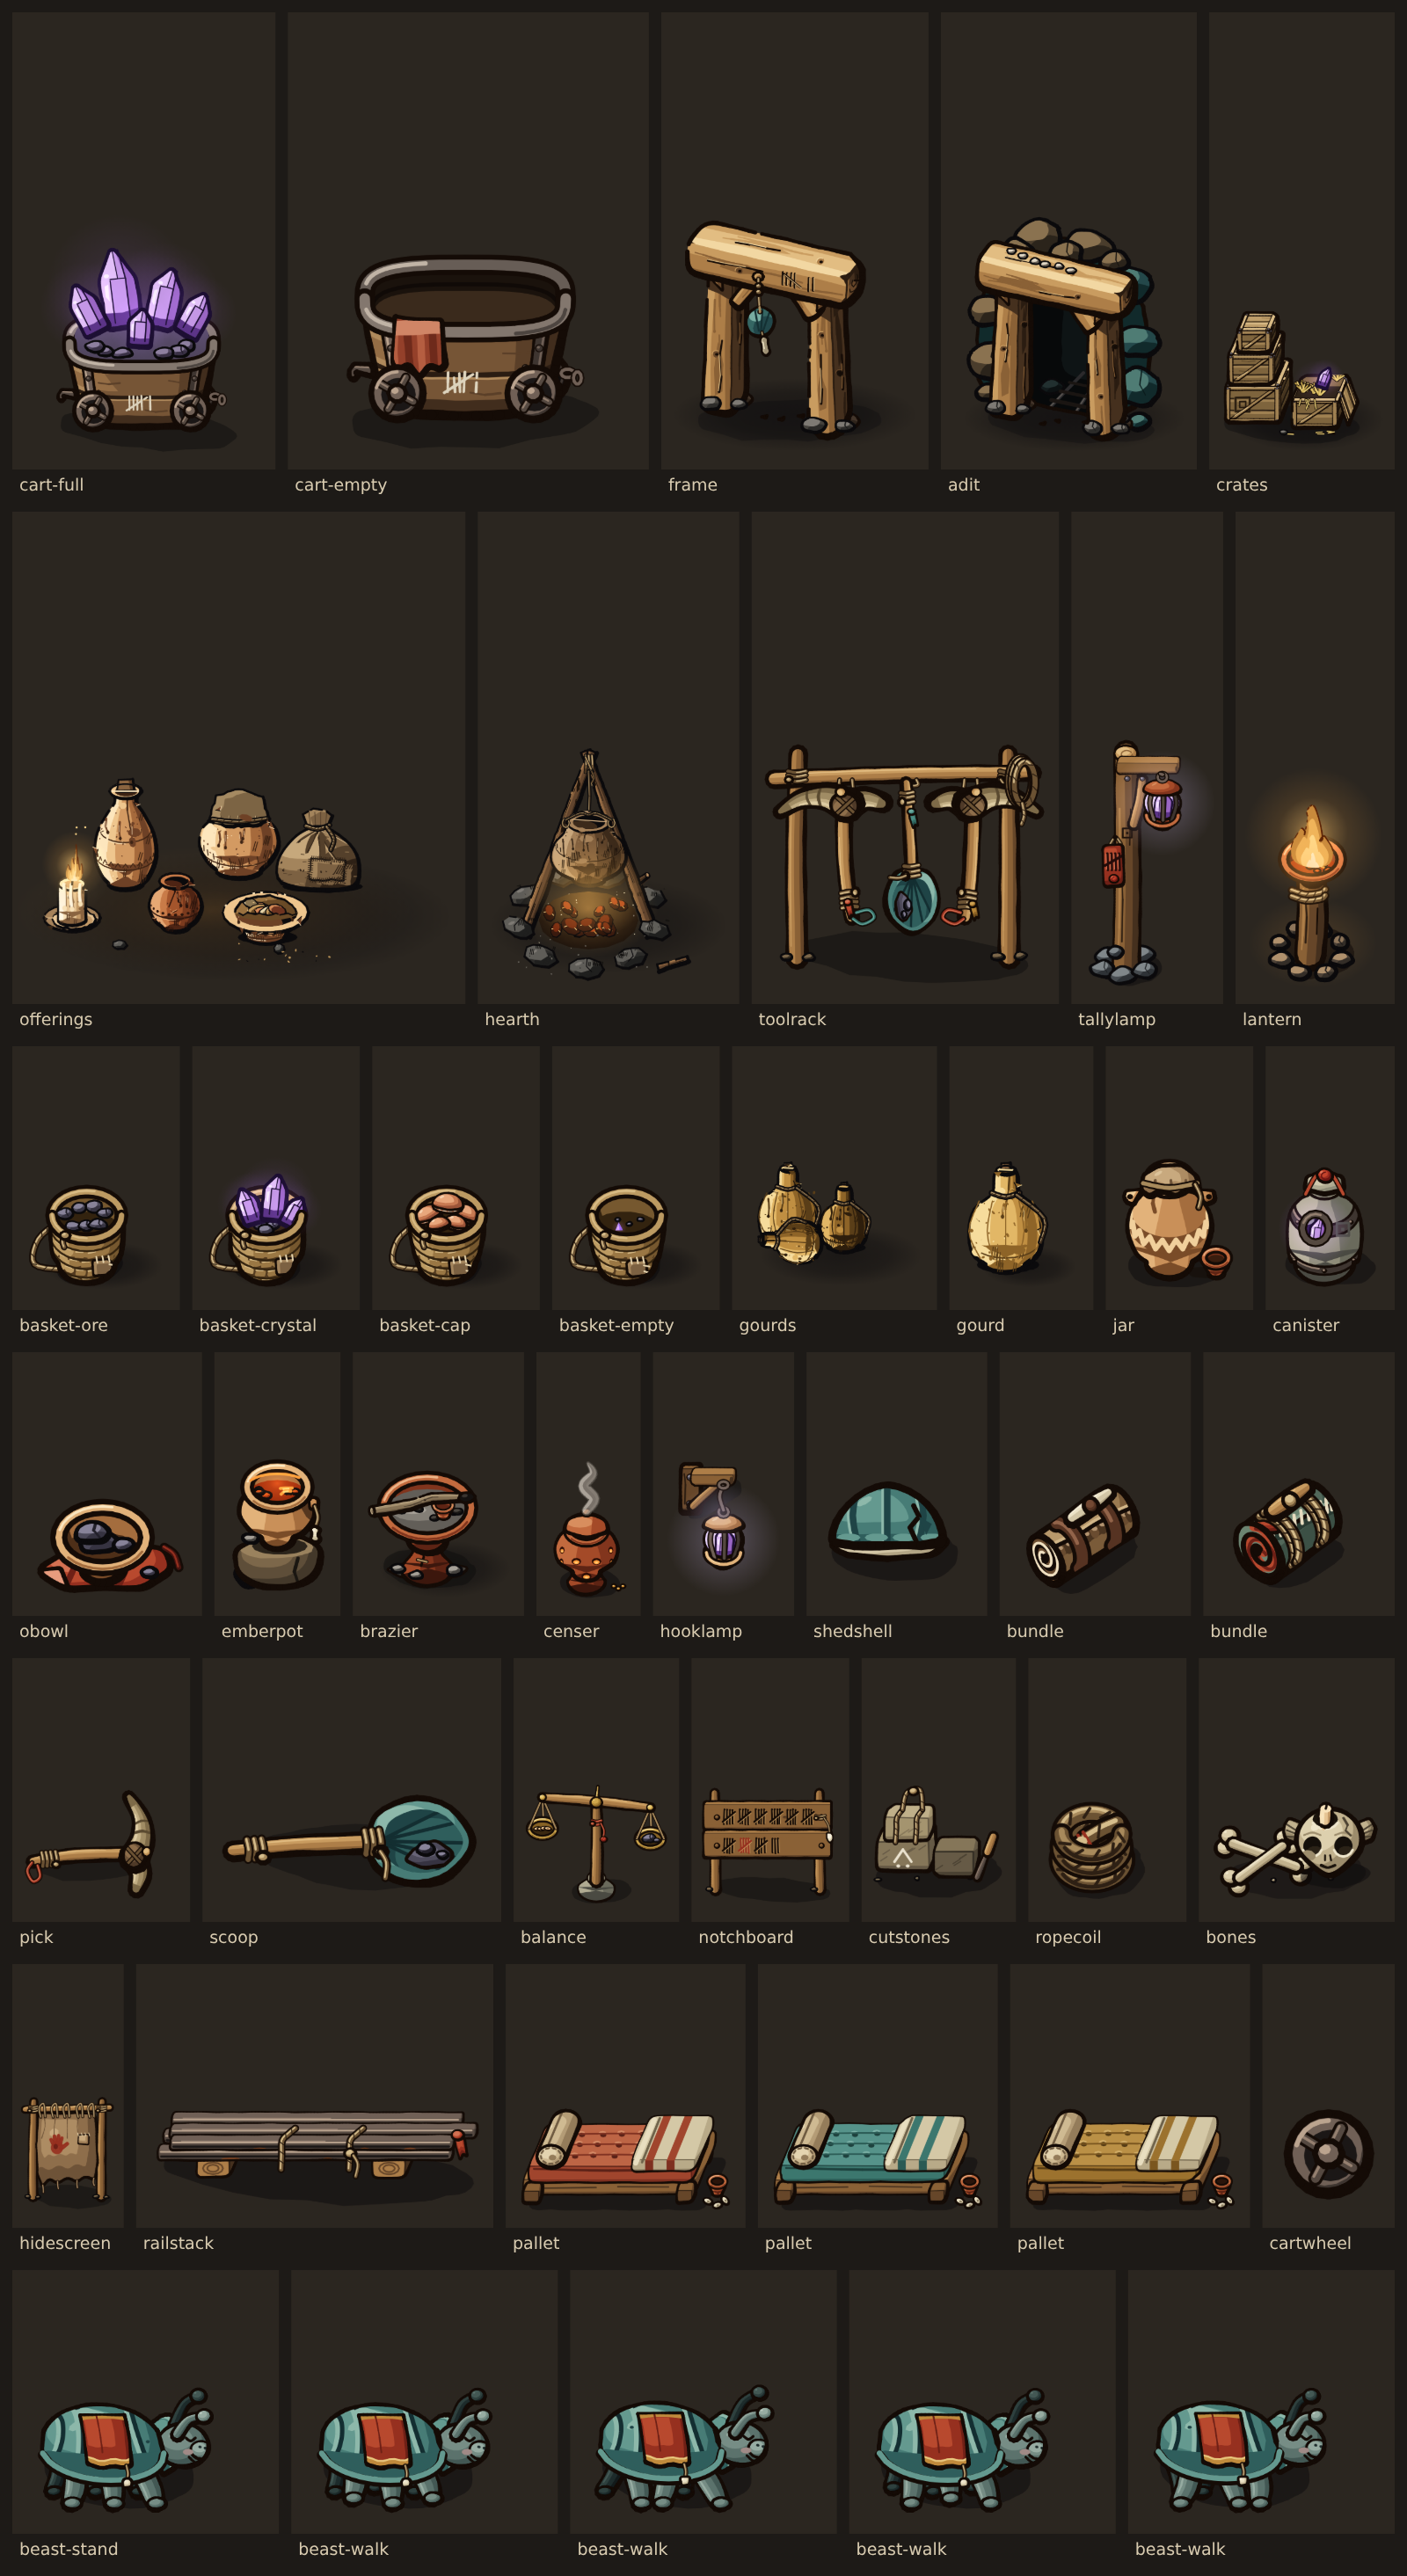 cart-full cart-empty frame adit crates
offerings hearth toolrack tallylamp lantern
basket-ore basket-crystal basket-cap basket-empty gourds gourd jar canister
obowl emberpot brazier censer hooklamp shedshell bundle bundle
pick scoop balance notchboard cutstones ropecoil bones
hidescreen railstack pallet pallet pallet cartwheel
beast-stand beast-walk beast-walk beast-walk beast-walk